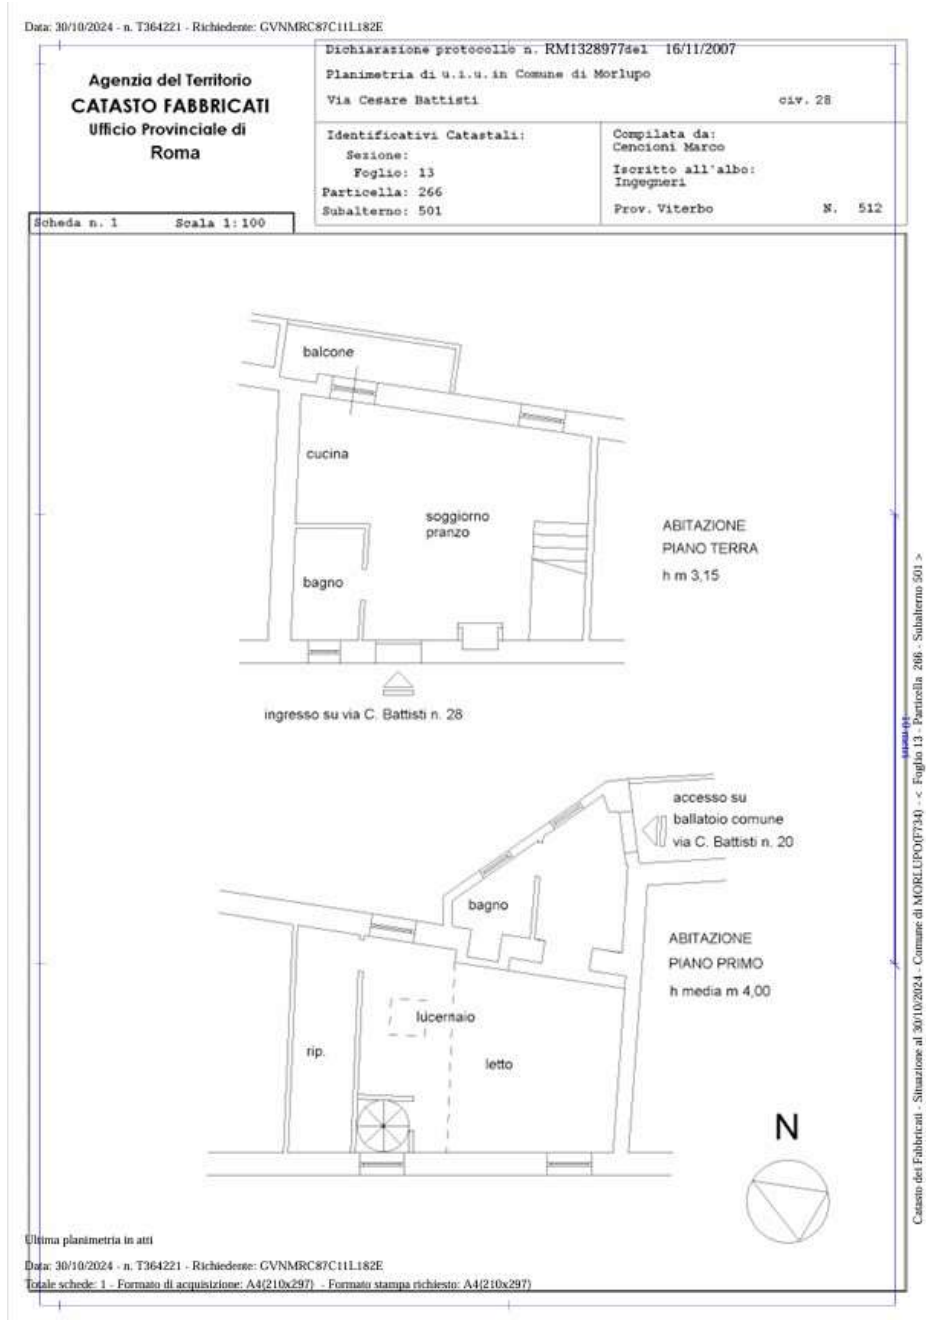 Data: 30/10/2024 - n. T364221 - Richiedente: GVNMRC87C11L182E
Agenzia del Territorio
CATASTO FABBRICATI
Ufficio Provinciale di
Roma
Dichiarazione protocollo n. RM1328977del 16/11/2007
Planimetria di u.i.u. in Comune di Morlupo
Via Cesare Battisti civ. 28
Identificativi Catastali:
Sezione:
Foglio: 13
Particella: 266
Subalterno: 501
Compilata da:
Cencioni Marco
Iscritto all'albo:
Ingegneri
Prov. Viterbo N. 512
Scheda n. 1 Scala 1:100
balcone
cucina
soggiorno
pranzo
bagno
ABITAZIONE
PIANO TERRA
h m 3,15
ingresso su via C. Battisti n. 28
accesso su
ballatoio comune
via C. Battisti n. 20
bagno
ABITAZIONE
PIANO PRIMO
h media m 4,00
lucernaio
rip.
letto
N
10 metri
Catasto dei Fabbricati - Situazione al 30/10/2024 - Comune di MORLUPO(F734) - < Foglio 13 - Particella 266 - Subalterno 501 >
Ultima planimetria in atti
Data: 30/10/2024 - n. T364221 - Richiedente: GVNMRC87C11L182E
Totale schede: 1 - Formato di acquisizione: A4(210x297) - Formato stampa richiesto: A4(210x297)